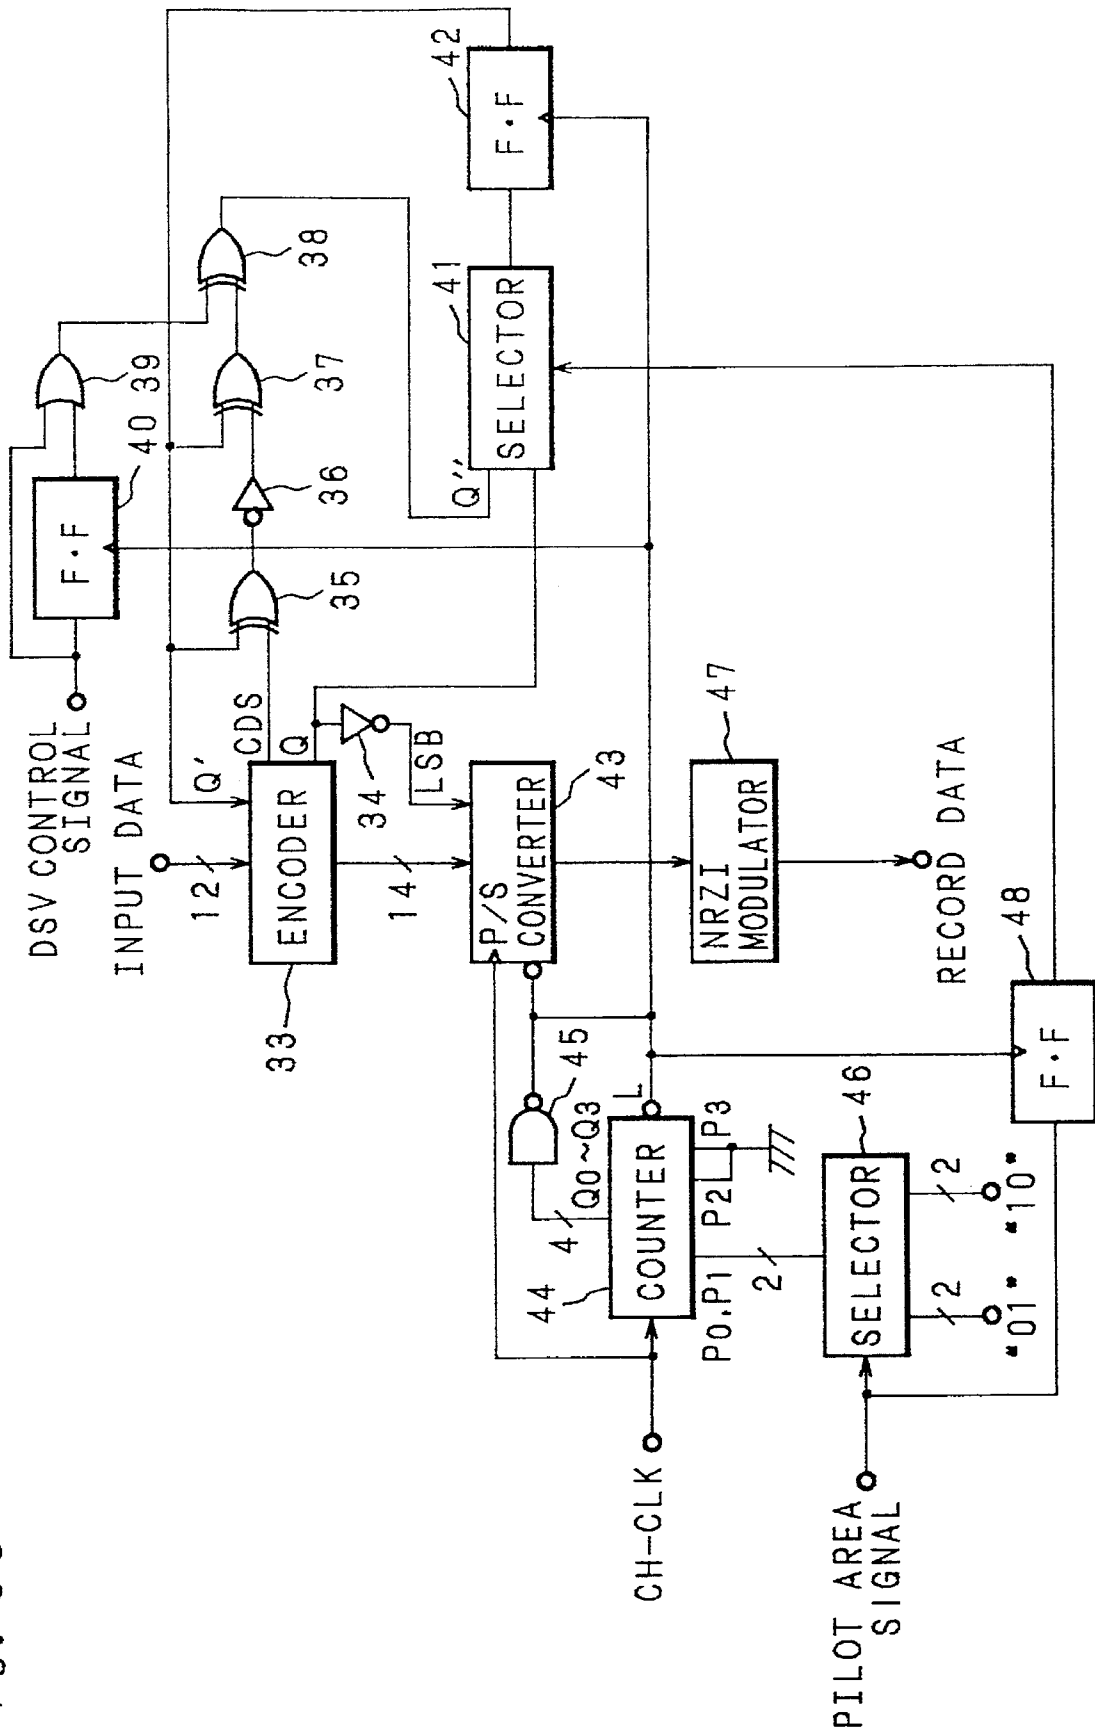 DSV CONTROL
SIGNAL
INPUT DATA
12
Q'
CDS
Q
ENCODER
33
34
LSB
14
P/S
CONVERTER
43
NRZI
MODULATOR
47
RECORD DATA
F·F
40
39
35
36
37
38
Q''
SELECTOR
41
F·F
42
45
4
Q0~Q3
L
COUNTER
44
P0,P1
P2
P3
2
SELECTOR
46
2
2
"01"
"10"
F·F
48
CH-CLK
PILOT AREA
SIGNAL